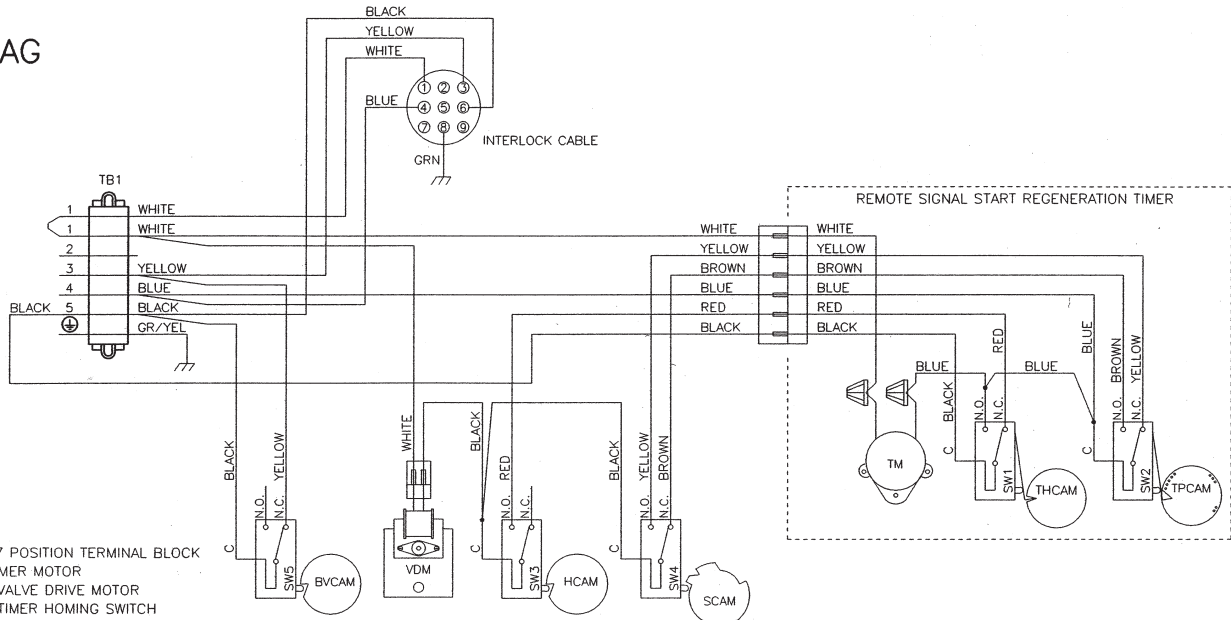 BLACK
YELLOW
WHITE
AG
1 2 3
BLUE 4 5 6
7 8 9
INTERLOCK CABLE
GRN
TB1
REMOTE SIGNAL START REGENERATION TIMER
1 WHITE
1 WHITE WHITE WHITE
2 YELLOW YELLOW
3 YELLOW BROWN BROWN
4 BLUE BLUE BLUE
BLACK 5 BLACK RED RED
GR/YEL BLACK BLACK
BLUE RED BLUE BLUE BROWN YELLOW
BLACK N.O. N.C. N.O. N.C.
BLACK YELLOW WHITE BLACK RED BLACK YELLOW BROWN
C C
TM SW1 THCAM SW2 TPCAM
N.O. N.C. N.O. N.C. N.O. N.C.
C C C
7 POSITION TERMINAL BLOCK
MER MOTOR
VALVE DRIVE MOTOR
TIMER HOMING SWITCH
SW5 BVCAM VDM SW3 HCAM SW4 SCAM